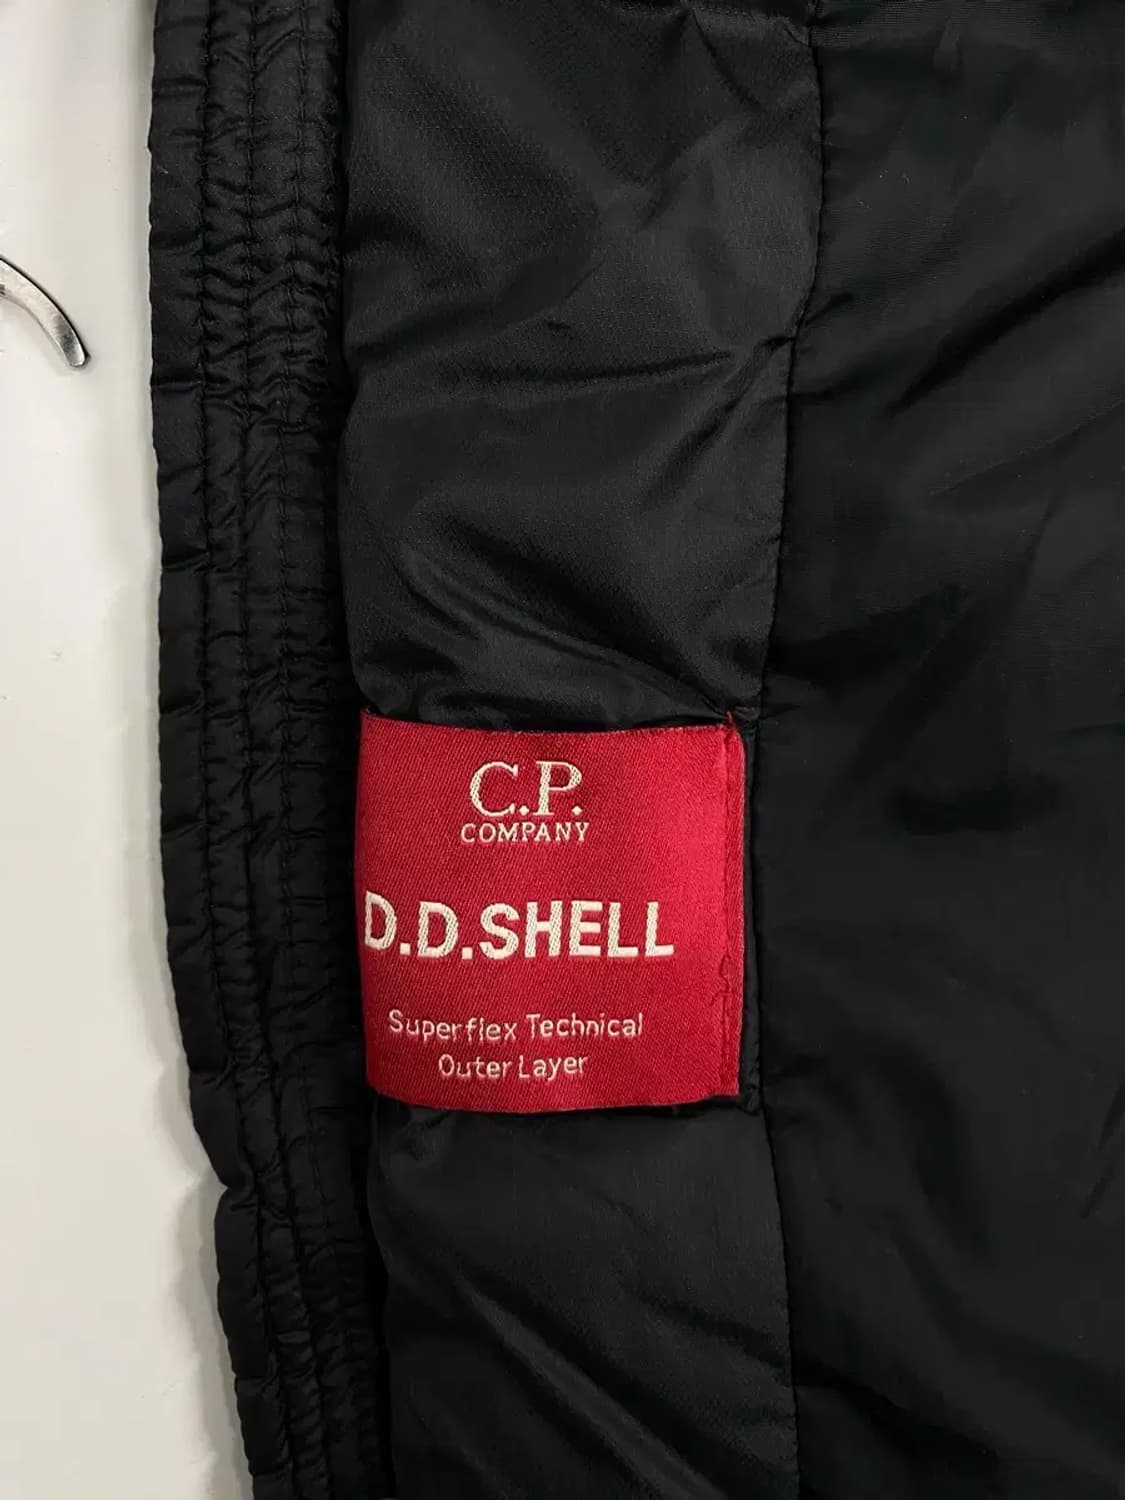 C.P.
COMPANY
D.D.SHELL
Superflex Technical
Outer Layer